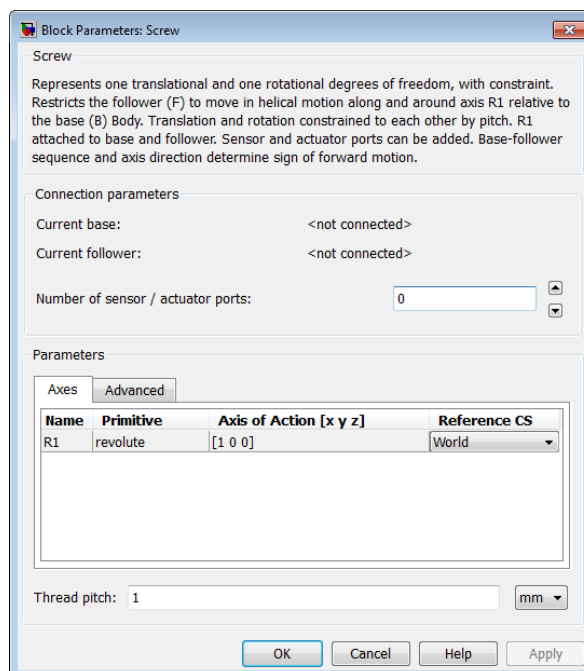 Block Parameters: Screw
Screw
Represents one translational and one rotational degrees of freedom, with constraint.
Restricts the follower (F) to move in helical motion along and around axis R1 relative to
the base (B) Body. Translation and rotation constrained to each other by pitch. R1
attached to base and follower. Sensor and actuator ports can be added. Base-follower
sequence and axis direction determine sign of forward motion.
Connection parameters
Current base: <not connected>
Current follower: <not connected>
Number of sensor / actuator ports: 0
Parameters
Axes Advanced
Name Primitive Axis of Action [x y z] Reference CS
R1 revolute [1 0 0] World
Thread pitch: 1 mm
OK Cancel Help Apply